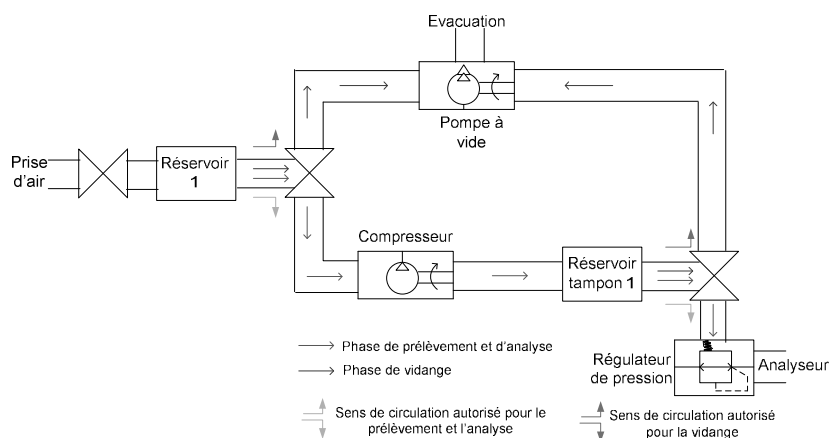 Evacuation
Pompe à
vide
Prise
d'air
Réservoir
1
Compresseur
Réservoir
tampon 1
Phase de prélèvement et d'analyse
Phase de vidange
Régulateur
de pression
Analyseur
Sens de circulation autorisé pour le
prélèvement et l'analyse
Sens de circulation autorisé
pour la vidange